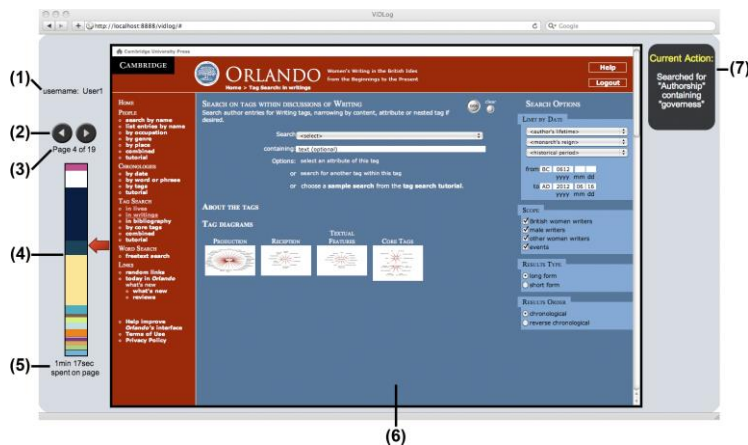 VIDLog
http://localhost:8888/vidlog/#
Google
(1)
username: User1
(2)
(3)
Page 4 of 19
(4)
(5)
1min 17sec
spent on page
(6)
(7)
Current Action:
Searched for
"Authorship"
containing
"governess"
Cambridge University Press
CAMBRIDGE
ORLANDO
Women's Writing in the British Isles
from the Beginnings to the Present
Home > Tag Search: in writings
Help
Logout
HOME
PEOPLE
search by name
list entries by name
by occupation
by genre
by place
combined
tutorial
CHRONOLOGIES
by date
by word or phrase
by tags
tutorial
TAG SEARCH
in lives
in writings
in bibliography
by core tags
combined
tutorial
WORD SEARCH
freetext search
LINKS
random links
today in Orlando
what's new
what's new
reviews
Help improve
Orlando's interface
Terms of Use
Privacy Policy
SEARCH ON TAGS WITHIN DISCUSSIONS OF WRITING
Search author entries for Writing tags, narrowing by content, attribute or nested tag if
desired.
clear
Search <select>
containing text (optional)
Options: select an attribute of this tag
or search for another tag within this tag
or choose a sample search from the tag search tutorial.
ABOUT THE TAGS
TAG DIAGRAMS
PRODUCTION
RECEPTION
TEXTUAL
FEATURES
CORE TAGS
SEARCH OPTIONS
LIMIT BY DATE
<author's lifetime>
<monarch's reign>
<historical period>
from BC 0612
yyyy mm dd
to AD 2012 06 16
yyyy mm dd
SCOPE
British women writers
male writers
other women writers
events
RESULTS TYPE
long form
short form
RESULTS ORDER
chronological
reverse chronological